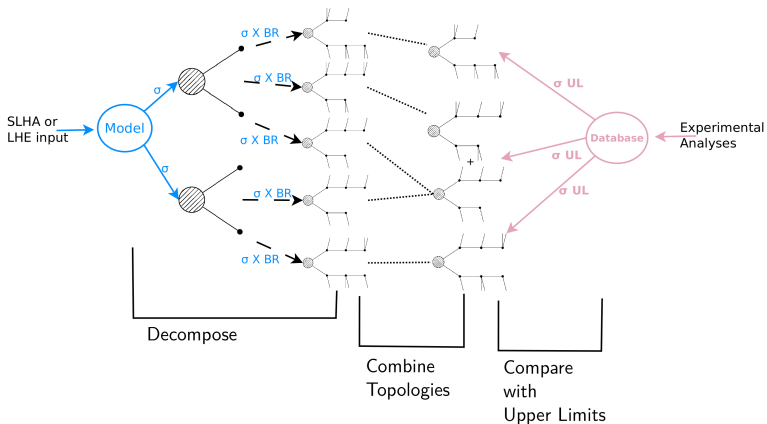 SLHA or
LHE input
Model
σ
σ
σ X BR
σ X BR
σ X BR
σ X BR
σ X BR
+
σ UL
σ UL
σ UL
Database
Experimental
Analyses
Decompose
Combine
Topologies
Compare
with
Upper Limits